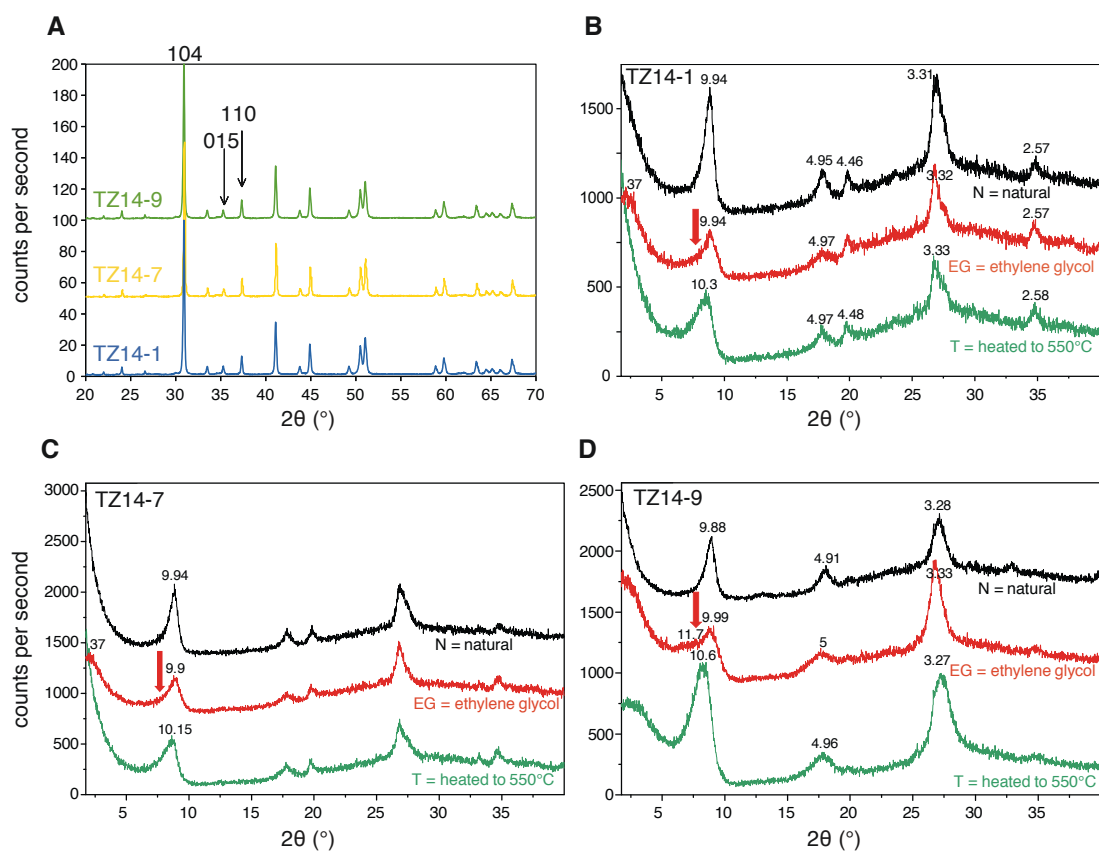 A
104
110
015
TZ14-9
TZ14-7
TZ14-1
counts per second
200
180
160
140
120
100
80
60
40
20
0
20 25 30 35 40 45 50 55 60 65 70
2θ (°)
B
TZ14-1
1500
1000
500
0
9.94
4.95
4.46
3.31
2.57
N = natural
37
9.94
4.97
3.32
2.57
EG = ethylene glycol
10.3
4.97
4.48
3.33
2.58
T = heated to 550°C
5 10 15 20 25 30 35
2θ (°)
C
TZ14-7
counts per second
3000
2500
2000
1500
1000
500
0
9.94
N = natural
37
9.9
EG = ethylene glycol
10.15
T = heated to 550°C
5 10 15 20 25 30 35
2θ (°)
D
TZ14-9
2500
2000
1500
1000
500
0
9.88
4.91
3.28
N = natural
11.7
9.99
5
3.33
EG = ethylene glycol
10.6
4.96
3.27
T = heated to 550°C
5 10 15 20 25 30 35
2θ (°)